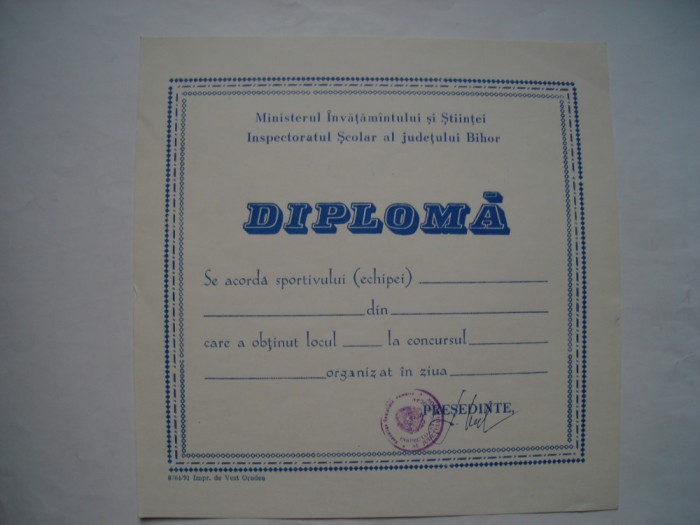 Ministerul Învățămîntului și Științei
Inspectoratul Școlar al județului Bihor
DIPLOMĂ
Se acordă sportivului (echipei)
din
care a obținut locul la concursul
organizat în ziua
PREȘEDINTE,
Impr. de Vest Oradea